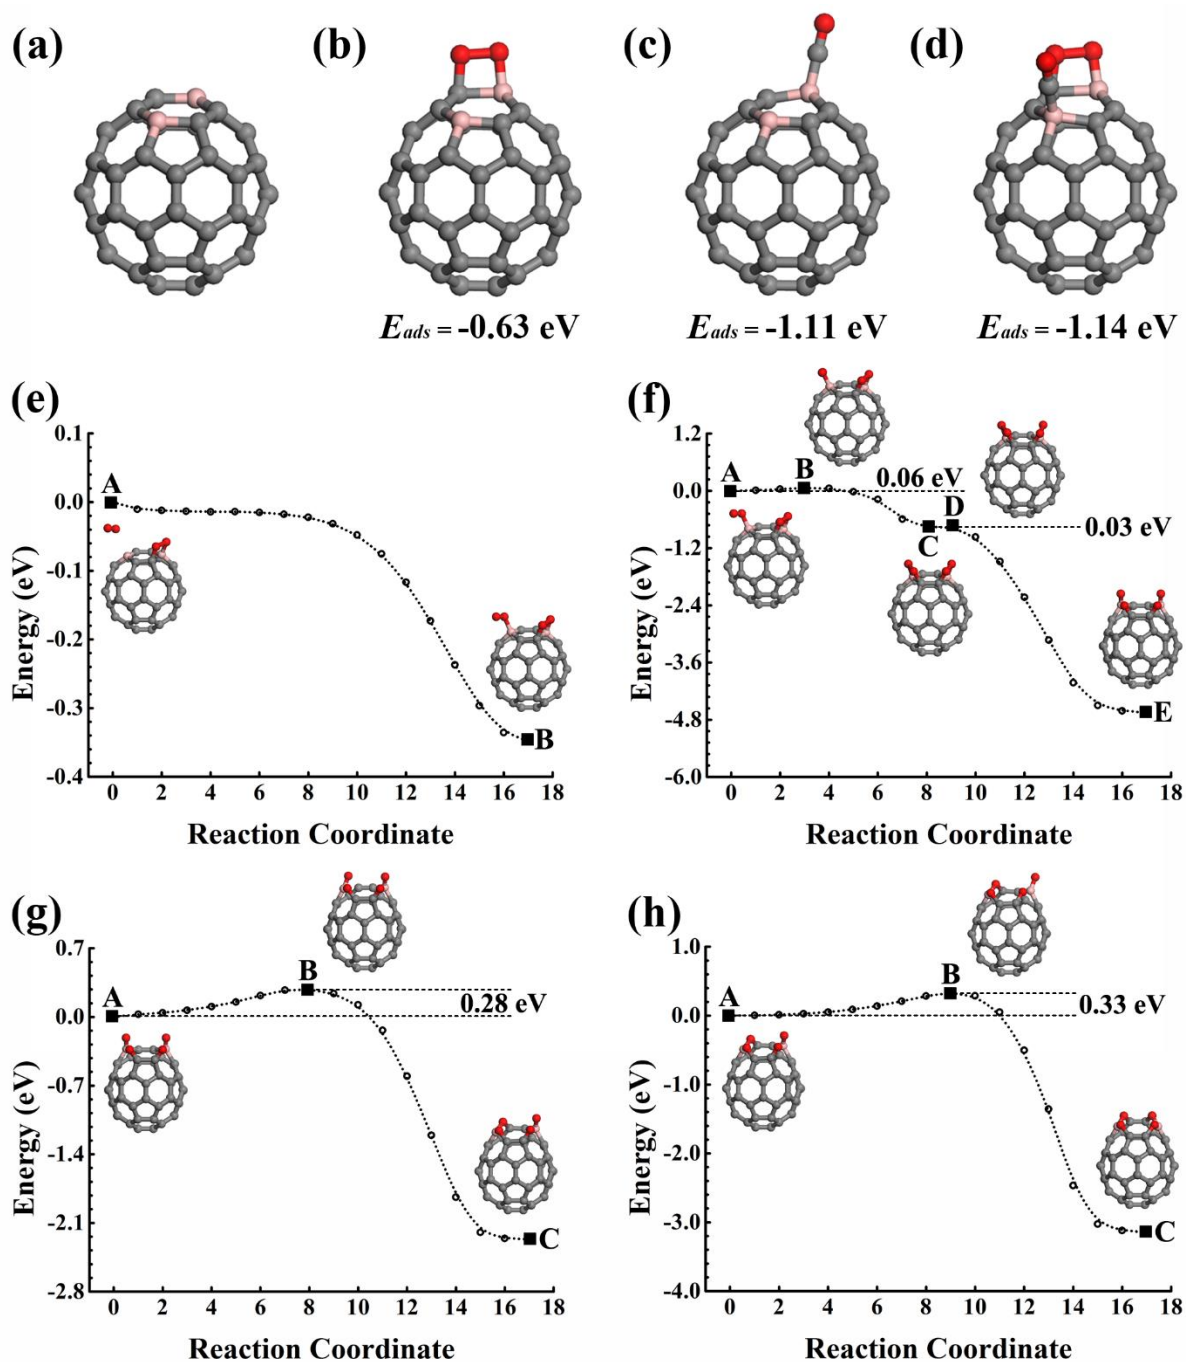 (a) (b) (c) (d)
Eads = -0.63 eV Eads = -1.11 eV Eads = -1.14 eV
(e)
0.1
0.0
-0.1
-0.2
-0.3
-0.4
Energy (eV)
A
B
0 2 4 6 8 10 12 14 16 18
Reaction Coordinate
(f)
1.2
0.0
-1.2
-2.4
-3.6
-4.8
-6.0
Energy (eV)
A
B
0.06 eV
C
D
0.03 eV
E
0 2 4 6 8 10 12 14 16 18
Reaction Coordinate
(g)
0.7
0.0
-0.7
-1.4
-2.1
-2.8
Energy (eV)
A
B
0.28 eV
C
0 2 4 6 8 10 12 14 16 18
Reaction Coordinate
(h)
1.0
0.0
-1.0
-2.0
-3.0
-4.0
Energy (eV)
A
B
0.33 eV
C
0 2 4 6 8 10 12 14 16 18
Reaction Coordinate